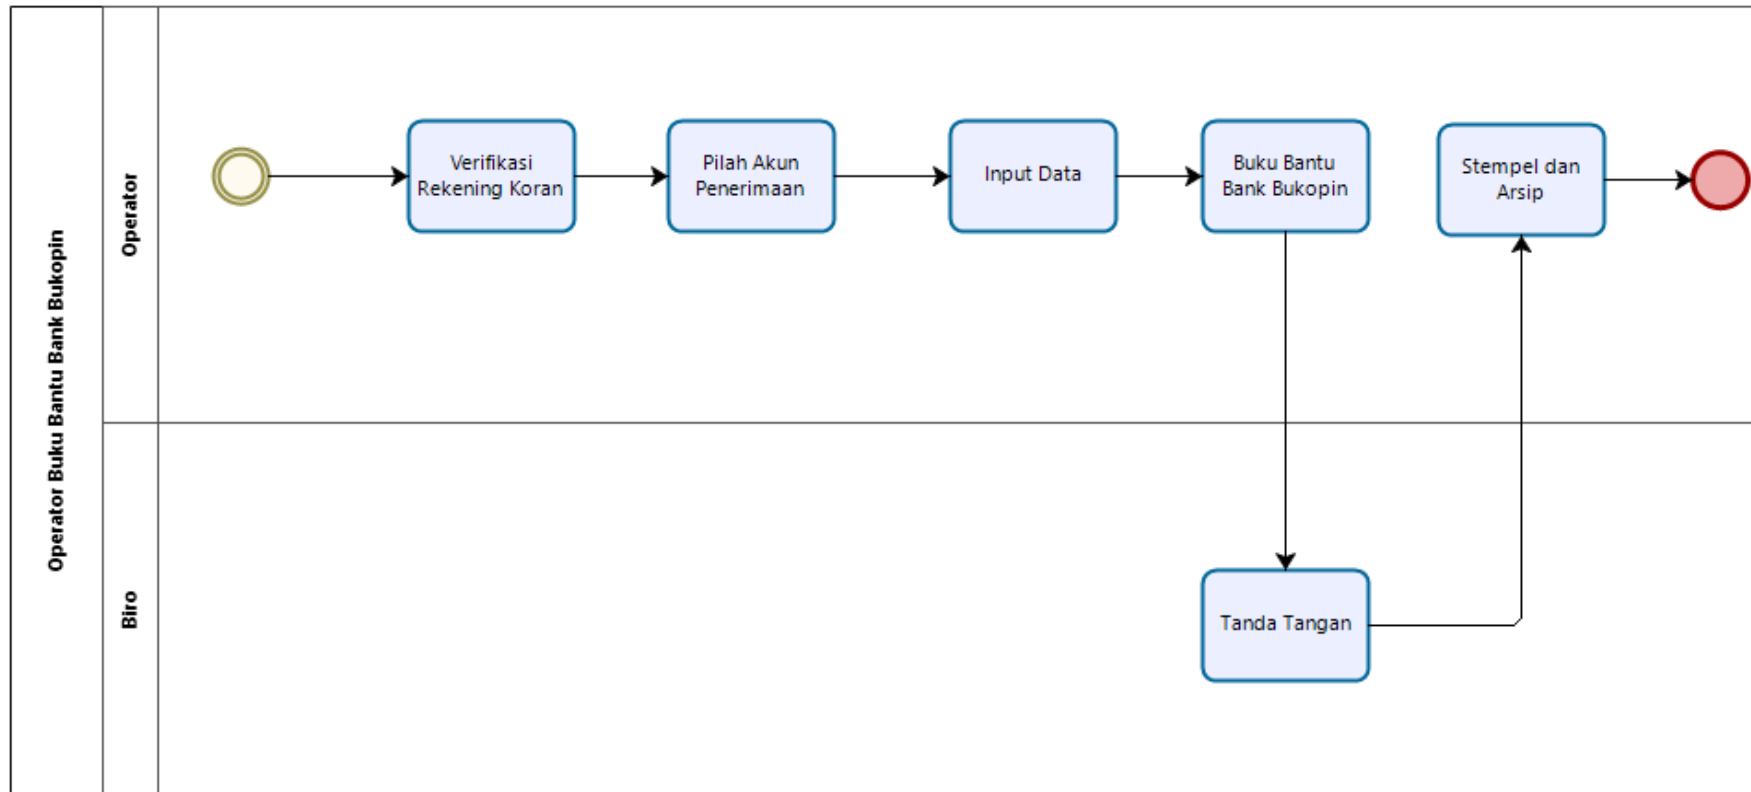 Operator Buku Bantu Bank Bukopin
Operator
Verifikasi
Rekening Koran
Pilah Akun
Penerimaan
Input Data
Buku Bantu
Bank Bukopin
Stempel dan
Arsip
Biro
Tanda Tangan